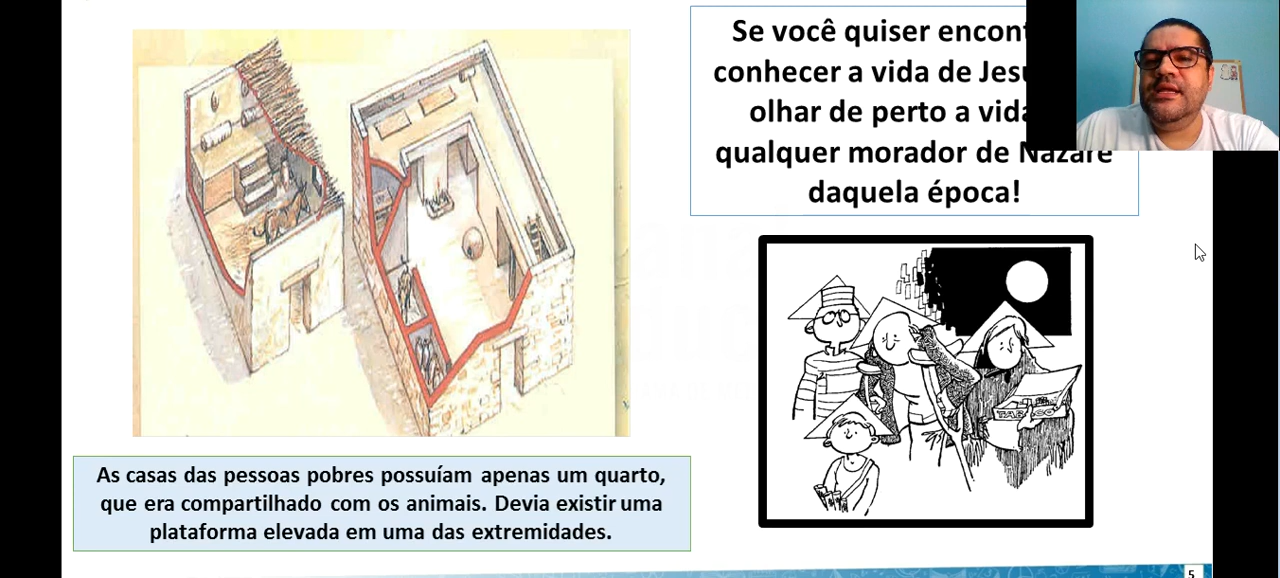 Se você quiser encont
conhecer a vida de Jesu
olhar de perto a vida
qualquer morador de Nazaré
daquela época!
As casas das pessoas pobres possuíam apenas um quarto,
que era compartilhado com os animais. Devia existir uma
plataforma elevada em uma das extremidades.
5